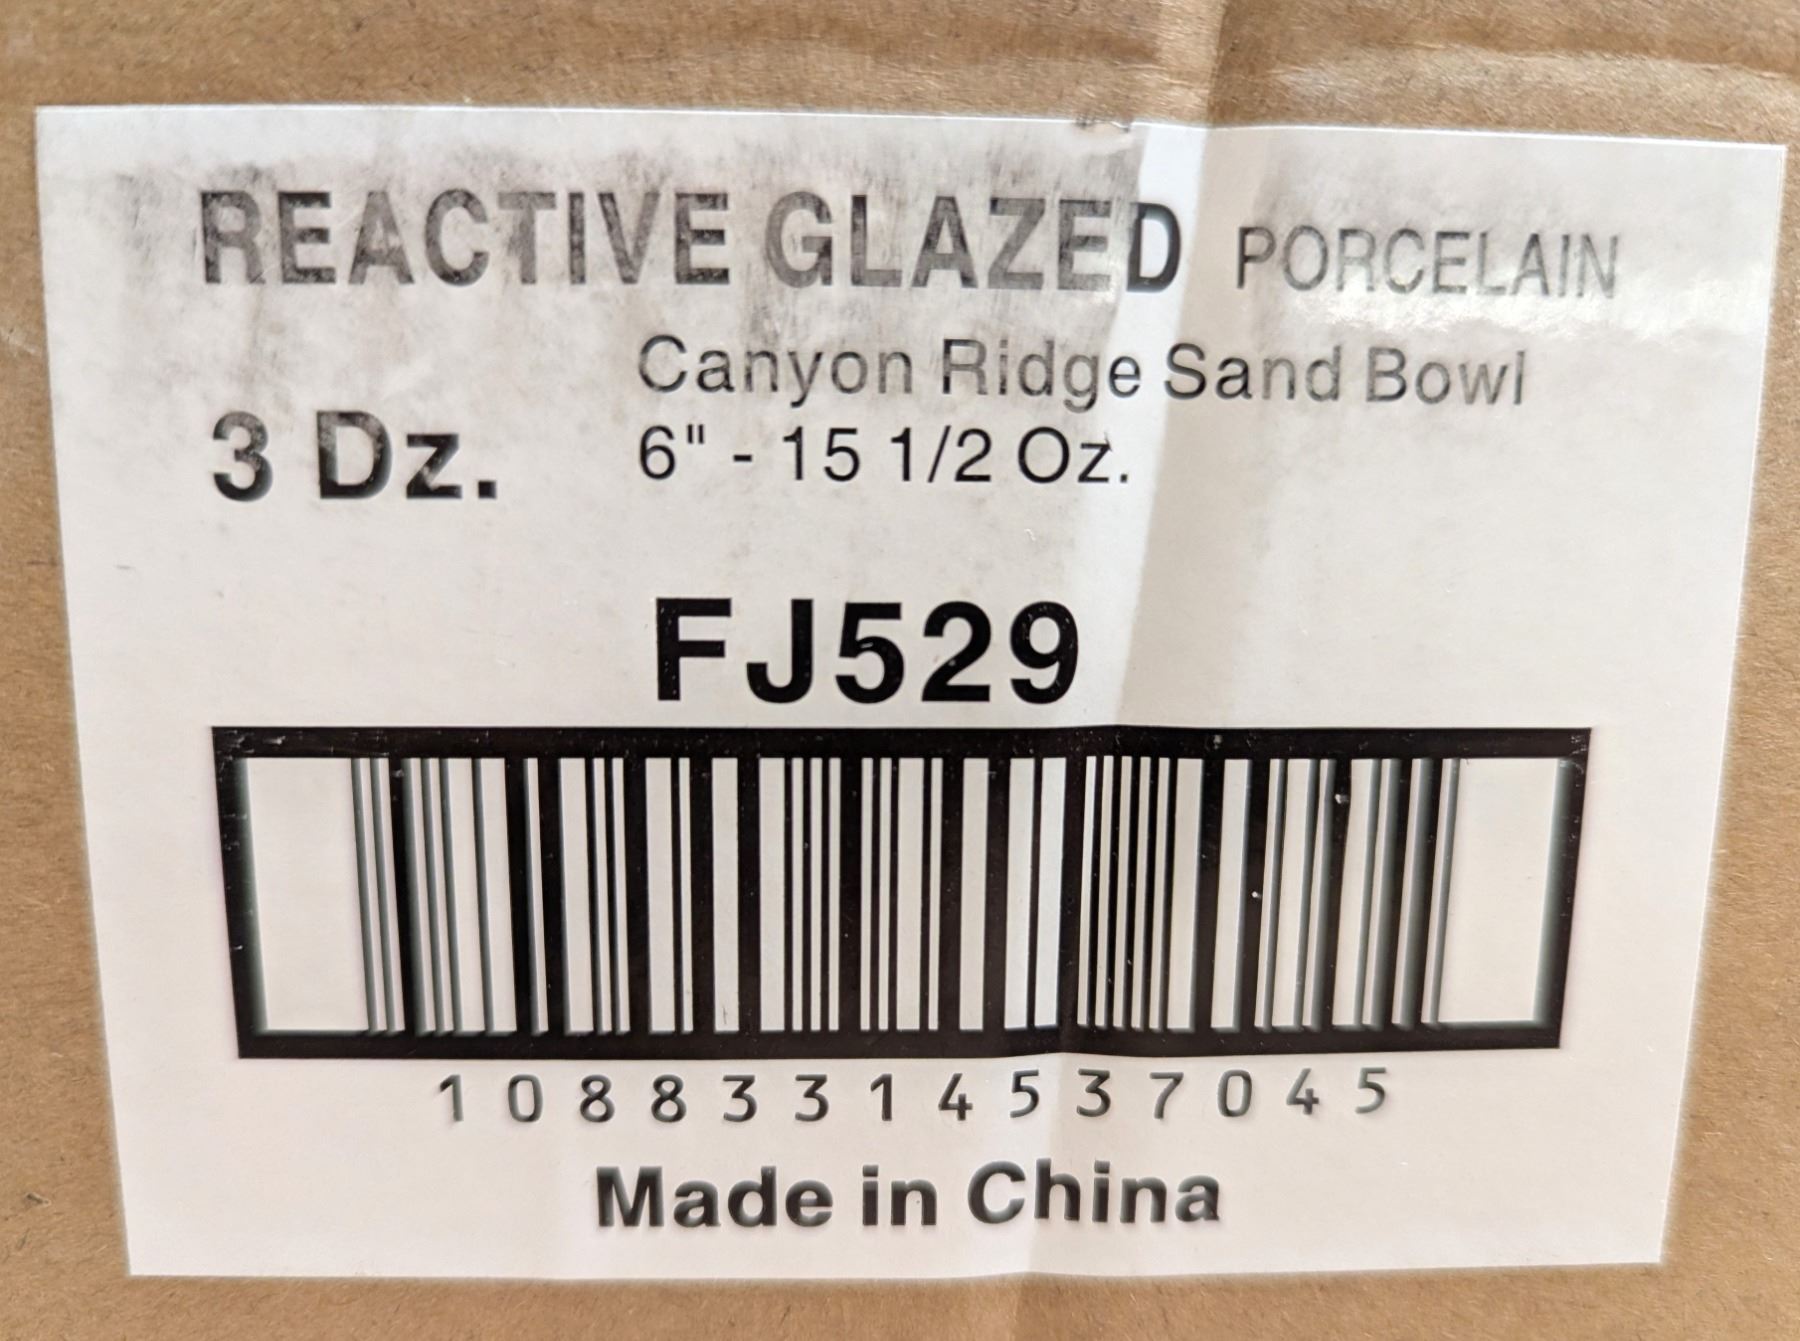 REACTIVE GLAZED PORCELAIN
Canyon Ridge Sand Bowl
3 Dz. 6" - 15 1/2 Oz.
FJ529
10883314537045
Made in China